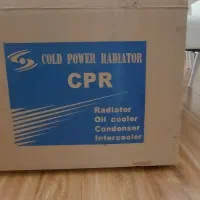 COLD POWER RADIATOR
CPR
Radiator
Oil cooler
Condenser
Intercooler